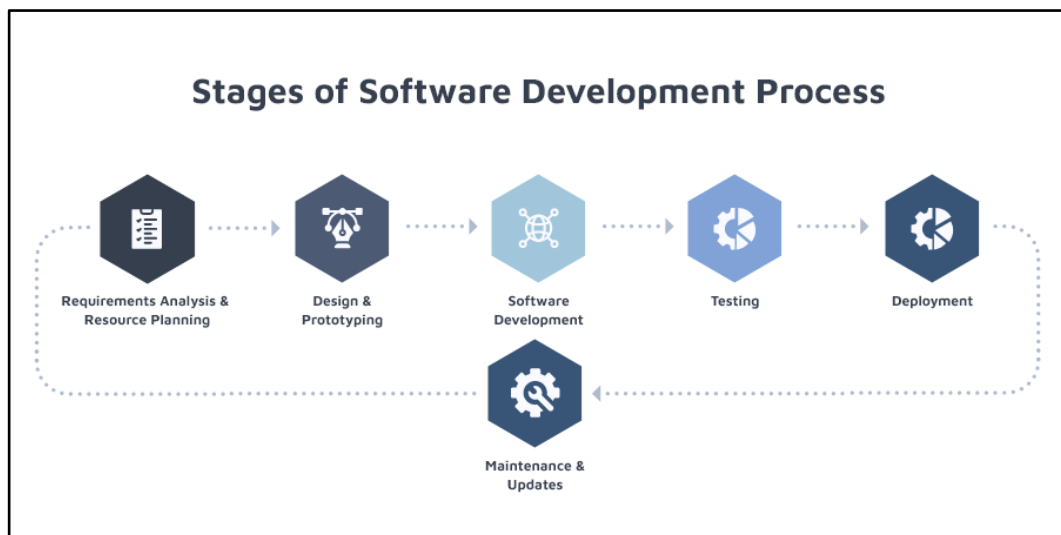 Stages of Software Development Process
Requirements Analysis &
Resource Planning
Design &
Prototyping
Software
Development
Testing
Deployment
Maintenance &
Updates